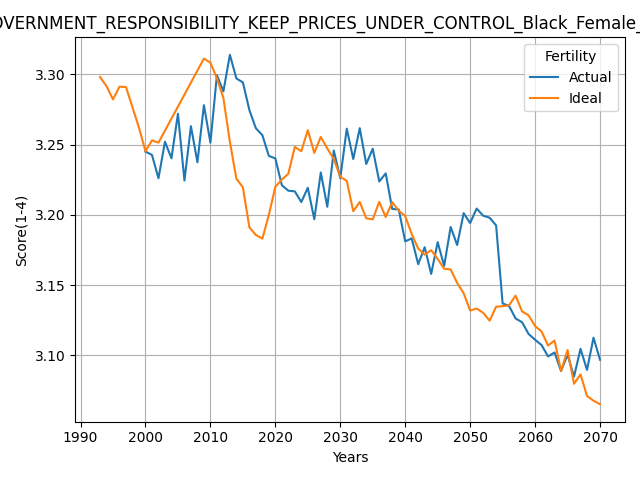 OVERNMENT_RESPONSIBILITY_KEEP_PRICES_UNDER_CONTROL_Black_Female_
Fertility
Actual
Ideal
Score(1-4)
3.30
3.25
3.20
3.15
3.10
1990 2000 2010 2020 2030 2040 2050 2060 2070
Years